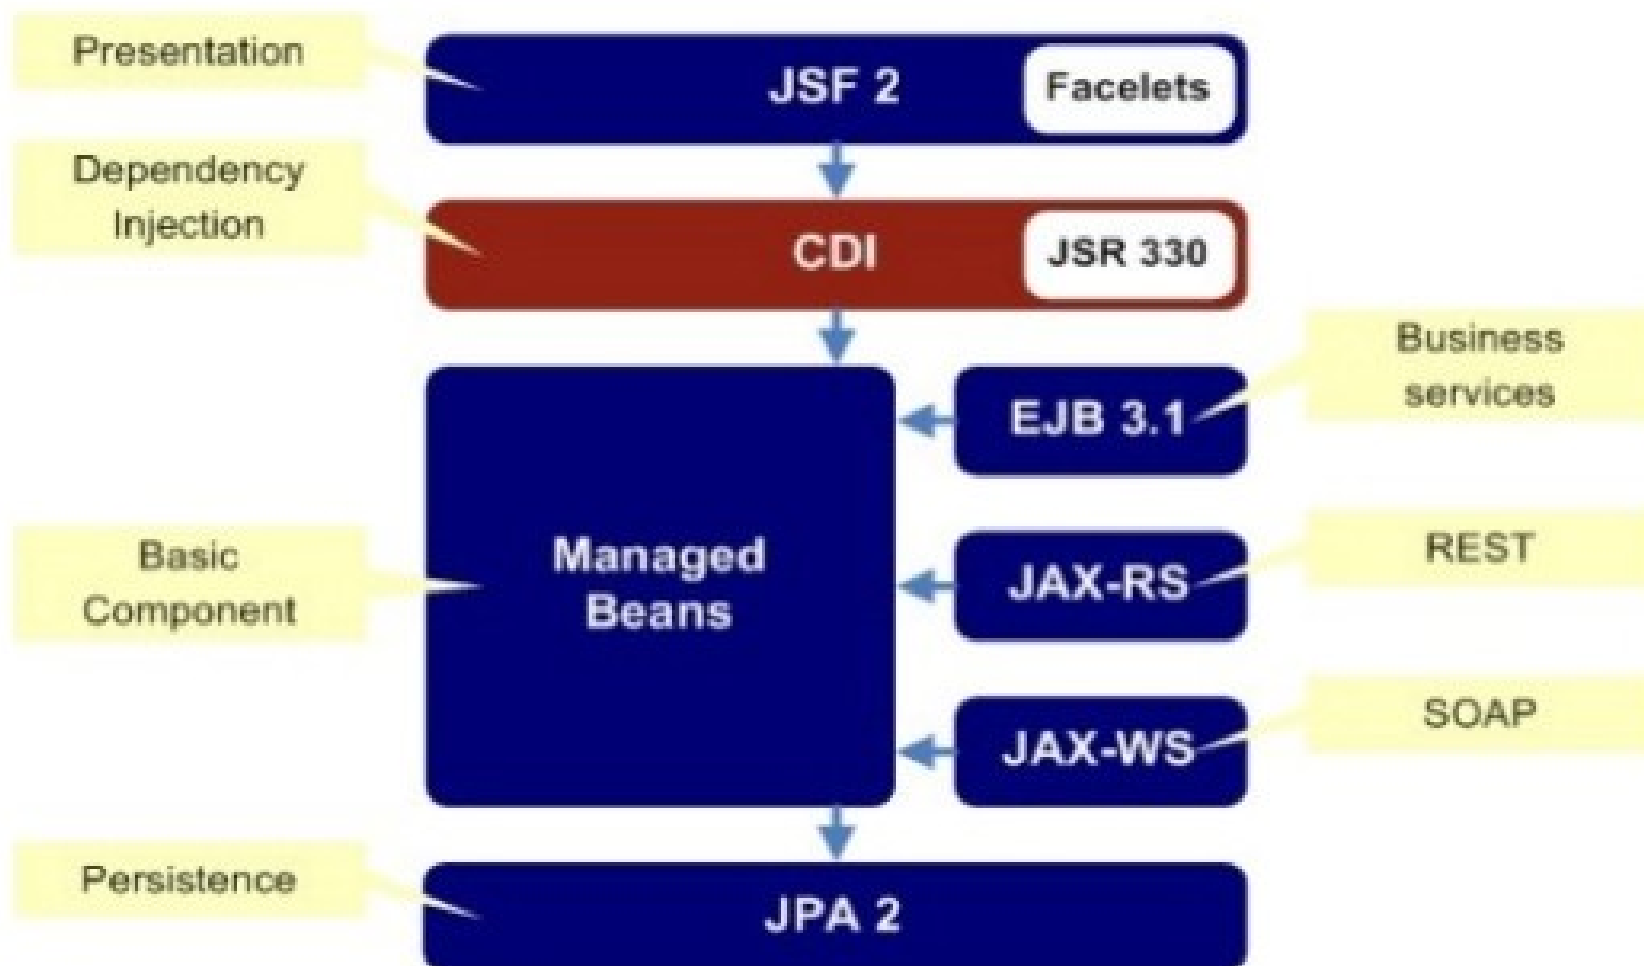 Presentation
JSF 2
Facelets
Dependency
Injection
CDI
JSR 330
Business
services
EJB 3.1
Basic
Component
Managed
Beans
JAX-RS
REST
JAX-WS
SOAP
Persistence
JPA 2